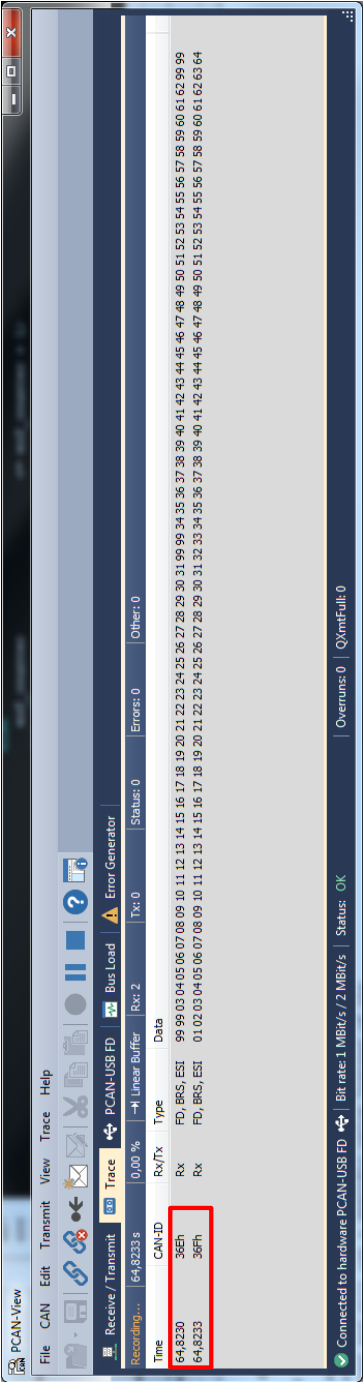 PCAN-View
File CAN Edit Transmit View Trace Help
Receive / Transmit Trace PCAN-USB FD Bus Load Error Generator
Recording... 64,8233 s 0,00 % Linear Buffer Rx: 2 Tx: 0 Status: 0 Errors: 0 Other: 0
Time CAN-ID Rx/Tx Type Data
64,8230 36Eh Rx FD, BRS, ESI 99 99 03 04 05 06 07 08 09 10 11 12 13 14 15 16 17 18 19 20 21 22 23 24 25 26 27 28 29 30 31 99 99 34 35 36 37 38 39 40 41 42 43 44 45 46 47 48 49 50 51 52 53 54 55 56 57 58 59 60 61 62 99 99
64,8233 36Fh Rx FD, BRS, ESI 01 02 03 04 05 06 07 08 09 10 11 12 13 14 15 16 17 18 19 20 21 22 23 24 25 26 27 28 29 30 31 32 33 34 35 36 37 38 39 40 41 42 43 44 45 46 47 48 49 50 51 52 53 54 55 56 57 58 59 60 61 62 63 64
Connected to hardware PCAN-USB FD Bit rate: 1 MBit/s / 2 MBit/s Status: OK Overruns: 0 QXmtFull: 0